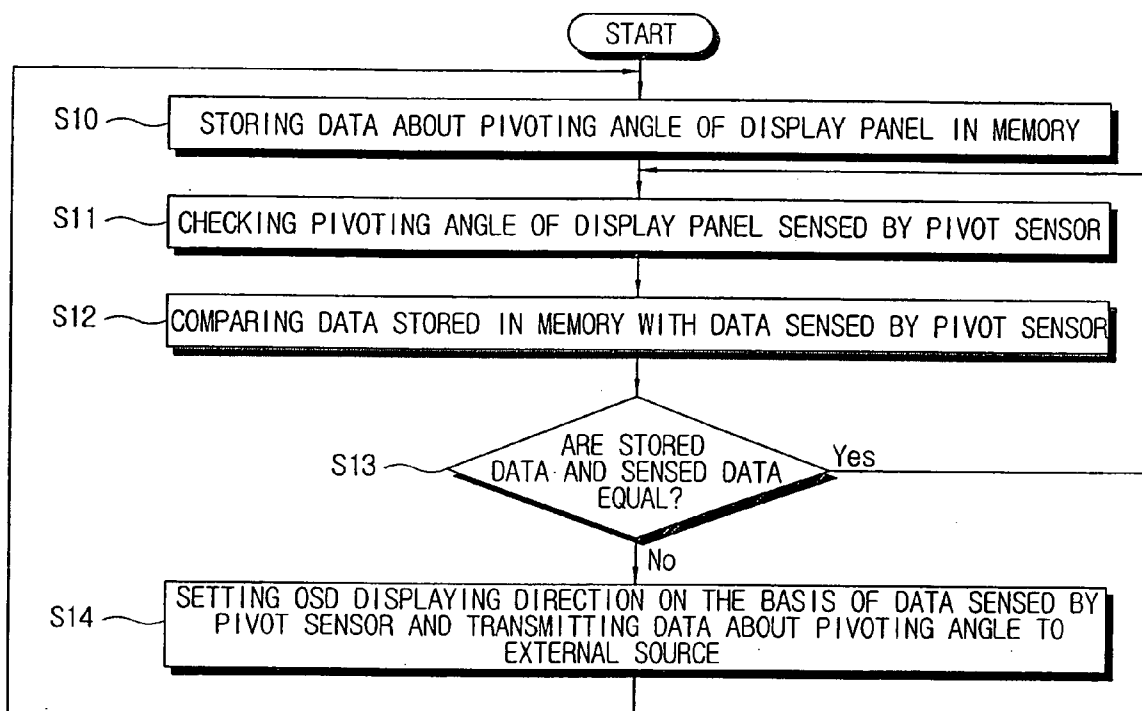 START
S10
STORING DATA ABOUT PIVOTING ANGLE OF DISPLAY PANEL IN MEMORY
S11
CHECKING PIVOTING ANGLE OF DISPLAY PANEL SENSED BY PIVOT SENSOR
S12
COMPARING DATA STORED IN MEMORY WITH DATA SENSED BY PIVOT SENSOR
S13
ARE STORED
DATA AND SENSED DATA
EQUAL?
Yes
No
S14
SETTING OSD DISPLAYING DIRECTION ON THE BASIS OF DATA SENSED BY
PIVOT SENSOR AND TRANSMITTING DATA ABOUT PIVOTING ANGLE TO
EXTERNAL SOURCE